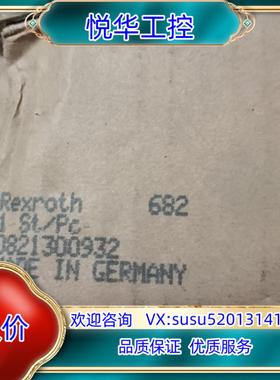 悦华工控
Rexroth 682
1 St/Pc
0821300932
MADE IN GERMANY
价 欢迎咨询 VX:susu52013141
品质保证 优质服务